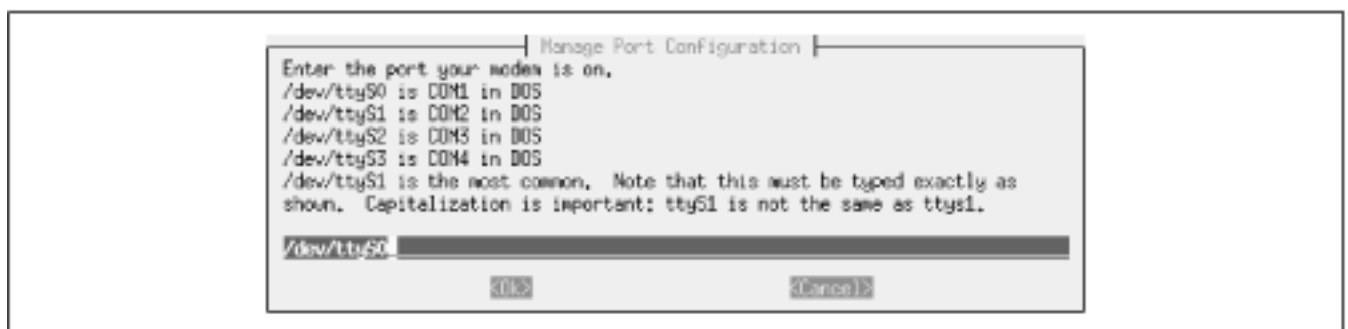 Manage Port Configuration
Enter the port your modem is on.
/dev/ttyS0 is COM1 in DOS
/dev/ttyS1 is COM2 in DOS
/dev/ttyS2 is COM3 in DOS
/dev/ttyS3 is COM4 in DOS
/dev/ttyS1 is the most common.  Note that this must be typed exactly as
shown.  Capitalization is important: ttyS1 is not the same as ttys1.
/dev/ttyS0
<Ok> <Cancel>